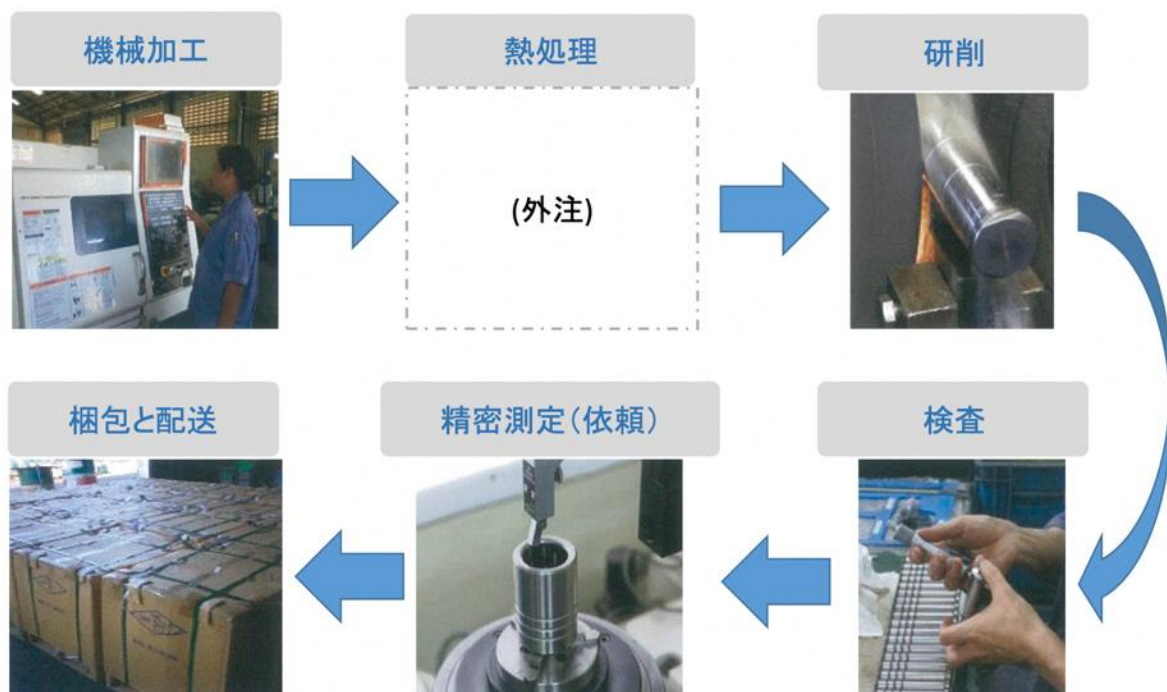 機械加工
熱処理
研削
(外注)
梱包と配送
精密測定（依頼）
検査